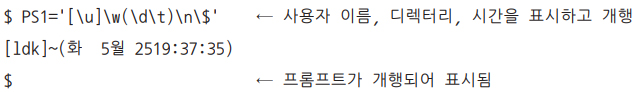 $ PS1='[\u]\w(\d\t)\n\$' ← 사용자 이름, 디렉터리, 시간을 표시하고 개행
[ldk]~(화 5월 2519:37:35)
$ ← 프롬프트가 개행되어 표시됨